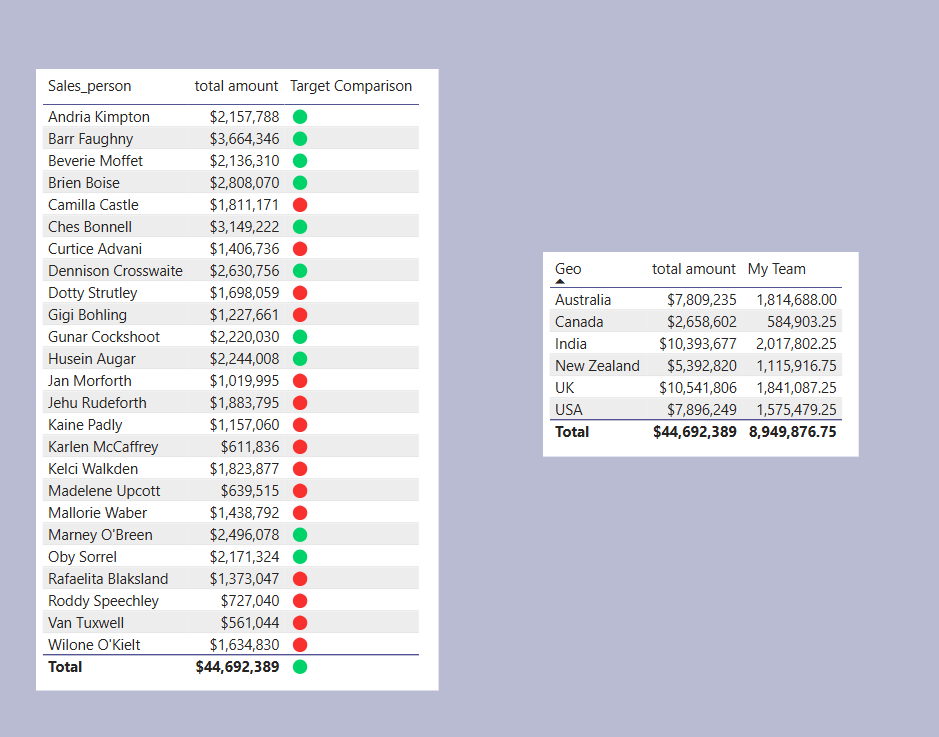 Sales_person total amount Target Comparison
Andria Kimpton $2,157,788
Barr Faughny $3,664,346
Beverie Moffet $2,136,310
Brien Boise $2,808,070
Camilla Castle $1,811,171
Ches Bonnell $3,149,222
Curtice Advani $1,406,736
Dennison Crosswaite $2,630,756
Dotty Strutley $1,698,059
Gigi Bohling $1,227,661
Gunar Cockshoot $2,220,030
Husein Augar $2,244,008
Jan Morforth $1,019,995
Jehu Rudeforth $1,883,795
Kaine Padly $1,157,060
Karlen McCaffrey $611,836
Kelci Walkden $1,823,877
Madelene Upcott $639,515
Mallorie Waber $1,438,792
Marney O'Breen $2,496,078
Oby Sorrel $2,171,324
Rafaelita Blaksland $1,373,047
Roddy Speechley $727,040
Van Tuxwell $561,044
Wilone O'Kielt $1,634,830
Total $44,692,389
Geo total amount My Team
Australia $7,809,235 1,814,688.00
Canada $2,658,602 584,903.25
India $10,393,677 2,017,802.25
New Zealand $5,392,820 1,115,916.75
UK $10,541,806 1,841,087.25
USA $7,896,249 1,575,479.25
Total $44,692,389 8,949,876.75